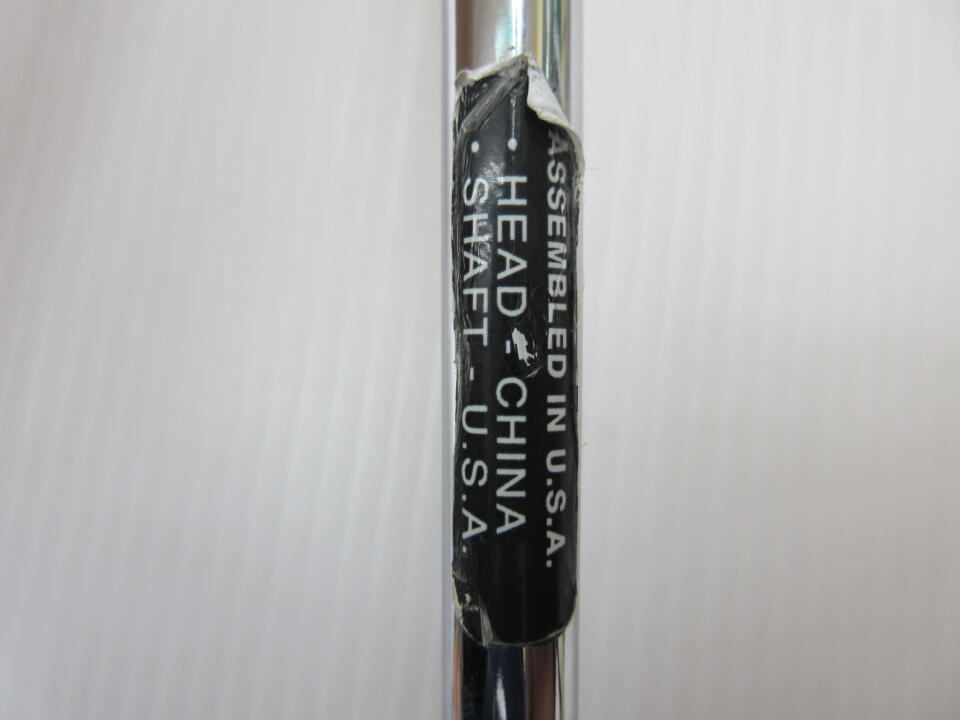 ASSEMBLED IN U.S.A.
• HEAD - CHINA
• SHAFT - U.S.A.